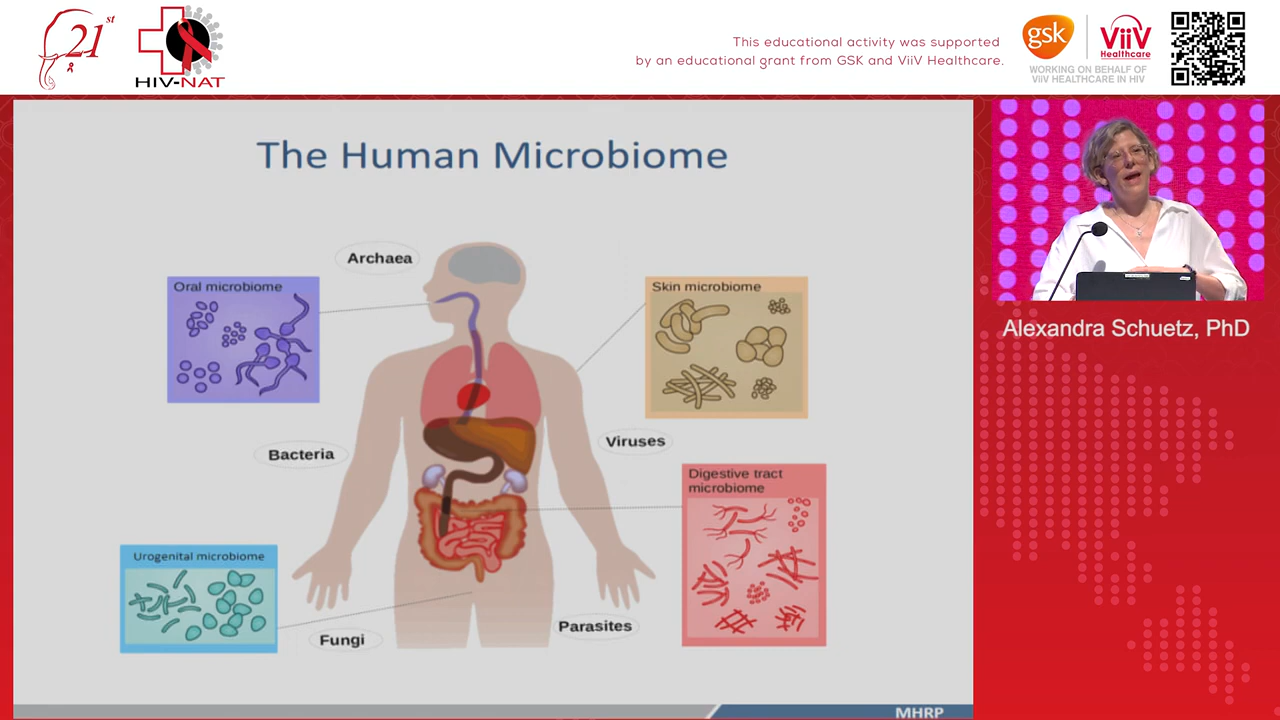 21st
HIV-NAT
This educational activity was supported
by an educational grant from GSK and ViiV Healthcare.
gsk
ViiV
Healthcare
WORKING ON BEHALF OF
ViiV HEALTHCARE IN HIV
The Human Microbiome
Archaea
Oral microbiome
Skin microbiome
Bacteria
Viruses
Digestive tract
microbiome
Urogenital microbiome
Fungi
Parasites
MHRP
Alexandra Schuetz, PhD